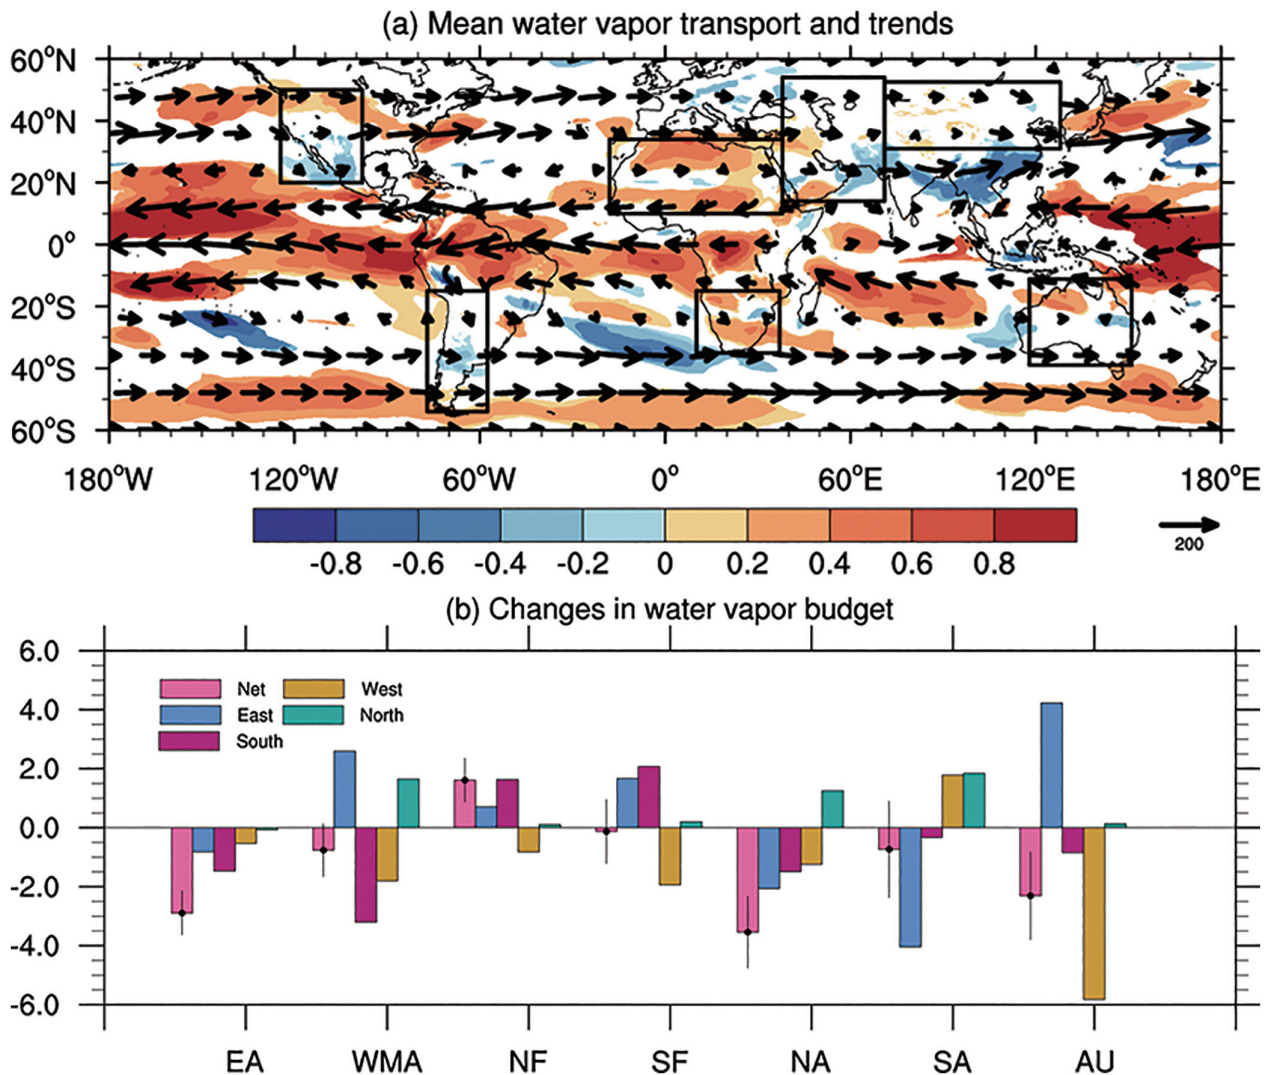 (a) Mean water vapor transport and trends
60°N
40°N
20°N
0°
20°S
40°S
60°S
180°W 120°W 60°W 0° 60°E 120°E 180°E
-0.8 -0.6 -0.4 -0.2 0 0.2 0.4 0.6 0.8
200
(b) Changes in water vapor budget
6.0
4.0
2.0
0.0
-2.0
-4.0
-6.0
Net West
East North
South
EA WMA NF SF NA SA AU